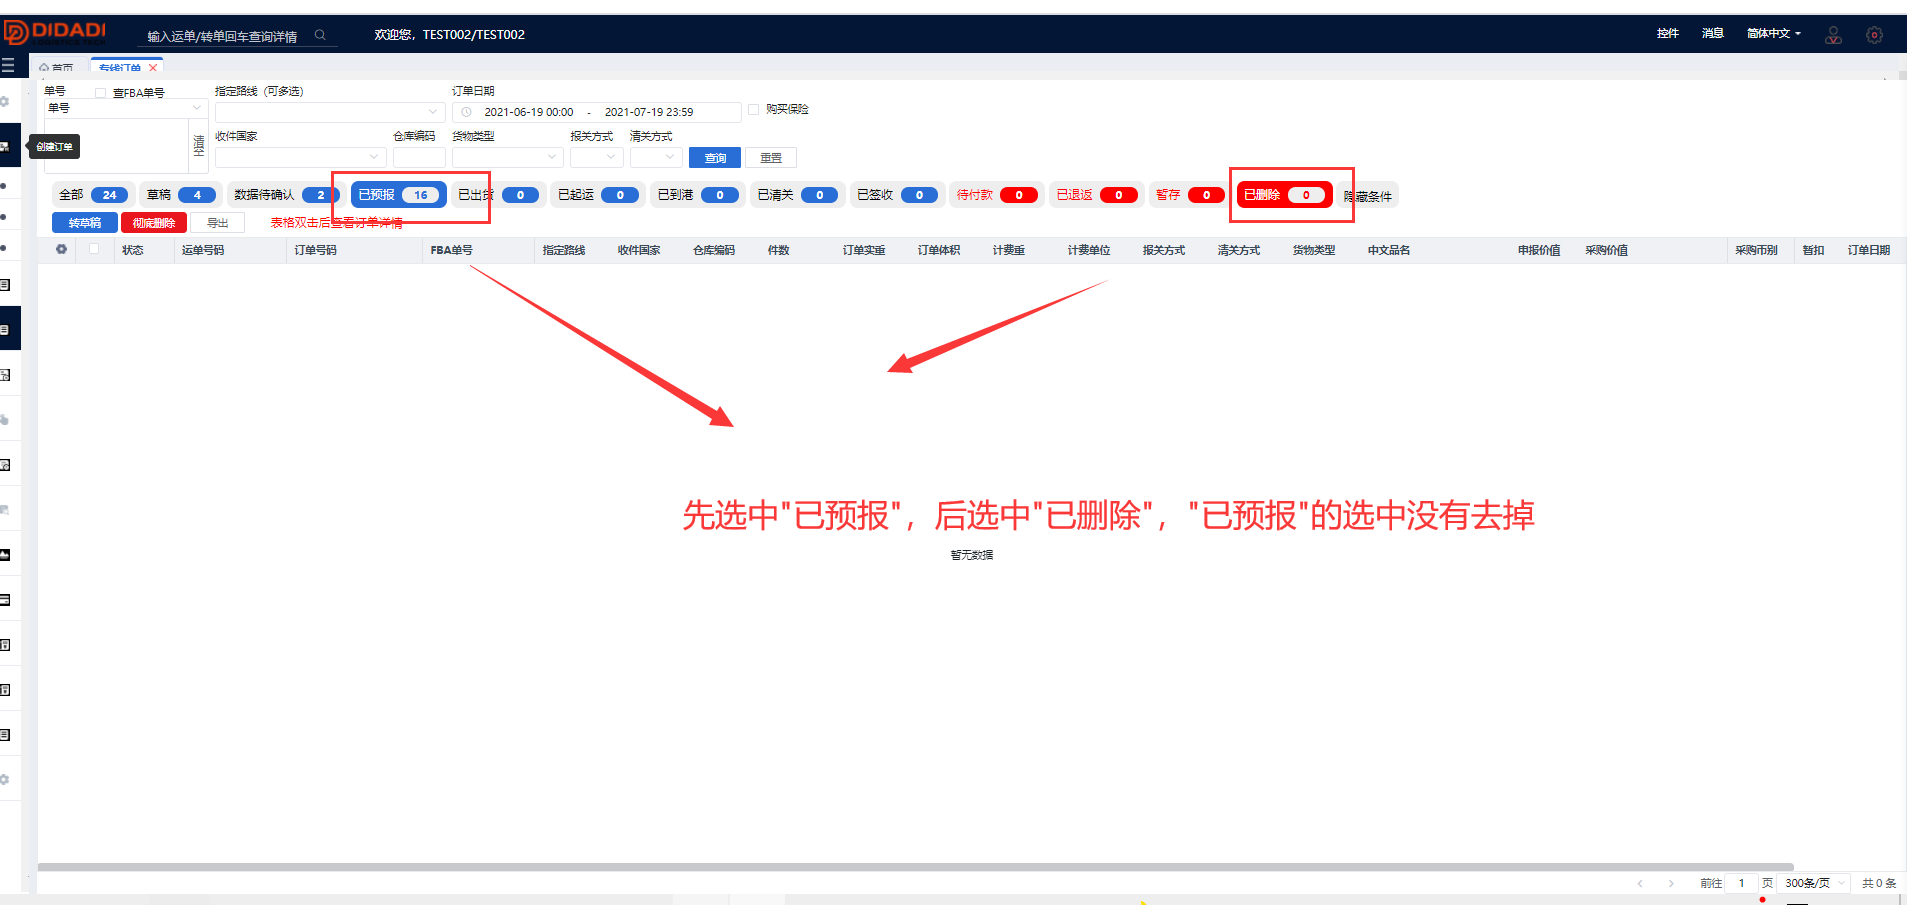 DIDADI
输入运单/转单回车查询详情
欢迎您，TEST002/TEST002
控件 消息 简体中文
首页 专线订单
单号 查FBA单号 指定路线（可多选） 订单日期
单号
2021-06-19 00:00 - 2021-07-19 23:59 购买保险
清空
收件国家 仓库编码 货物类型 报关方式 清关方式
创建订单
查询 重置
全部 24 草稿 4 数据待确认 2 已预报 16 已出货 0 已起运 0 已到港 0 已清关 0 已签收 0 待付款 0 已退返 0 暂存 0 已删除 0 隐藏条件
转草稿 彻底删除 导出 表格双击后查看订单详情
状态 运单号码 订单号码 FBA单号 指定路线 收件国家 仓库编码 件数 订单实重 订单体积 计费重 计费单位 报关方式 清关方式 货物类型 中文品名 申报价值 采购价值 采购币别 暂扣 订单日期
先选中"已预报"，后选中"已删除"，"已预报"的选中没有去掉
暂无数据
前往 1 页 300条/页 共 0 条